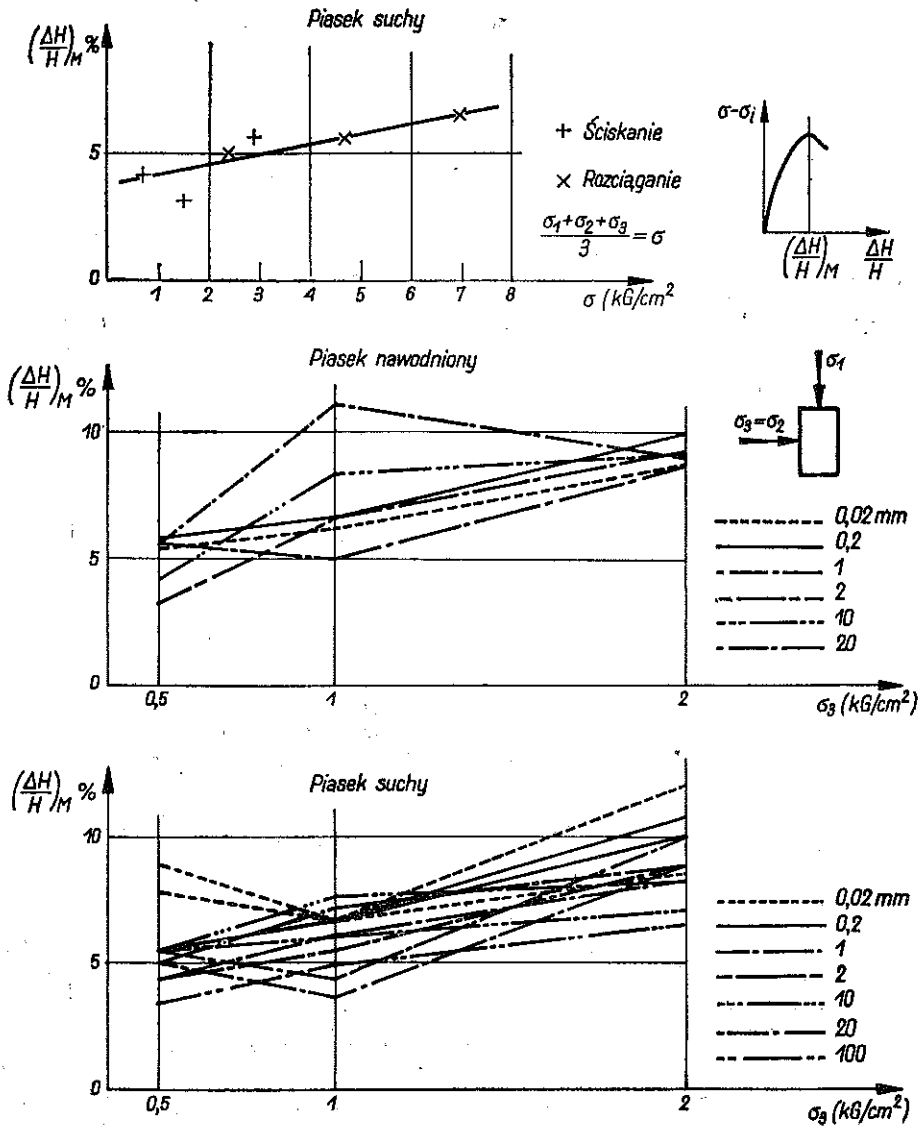 Piasek suchy
(ΔH/H)M %
5
0
1 2 3 4 5 6 7 8
σ (kG/cm²
+ Ściskanie
× Rozciąganie
σ1+σ2+σ3/3 = σ
σ-σi
(ΔH/H)M ΔH/H
Piasek nawodniony
(ΔH/H)M %
10
5
0
0,5 1 2
σ3 (kG/cm²)
σ1
σ3=σ2
0,02 mm
0,2
1
2
10
20
Piasek suchy
(ΔH/H)M %
10
5
0
0,5 1 2
σ3 (kG/cm²)
0,02 mm
0,2
1
2
10
20
100